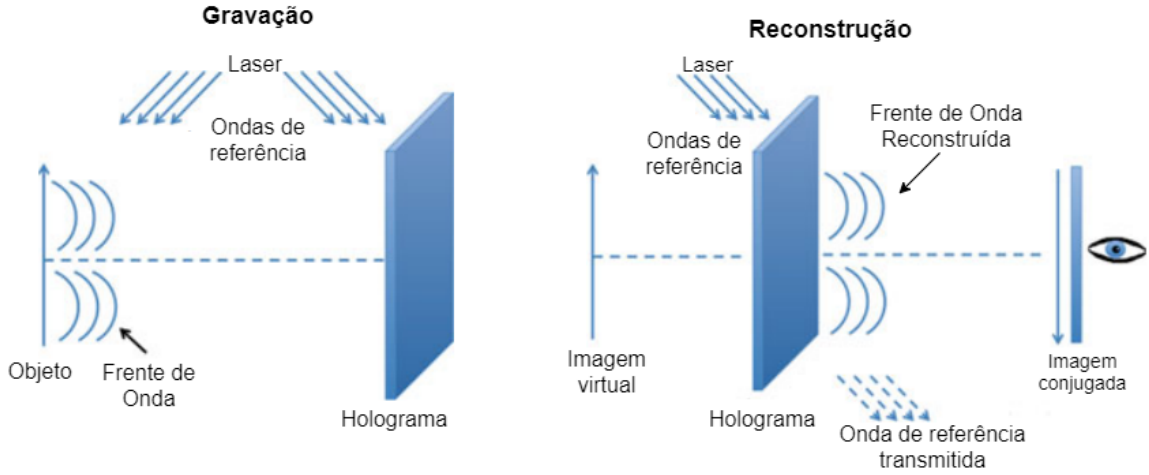 Gravação
Laser
Ondas de
referência
Objeto
Frente de
Onda
Holograma
Reconstrução
Laser
Ondas de
referência
Frente de Onda
Reconstruída
Imagem
virtual
Holograma
Onda de referência
transmitida
Imagem
conjugada